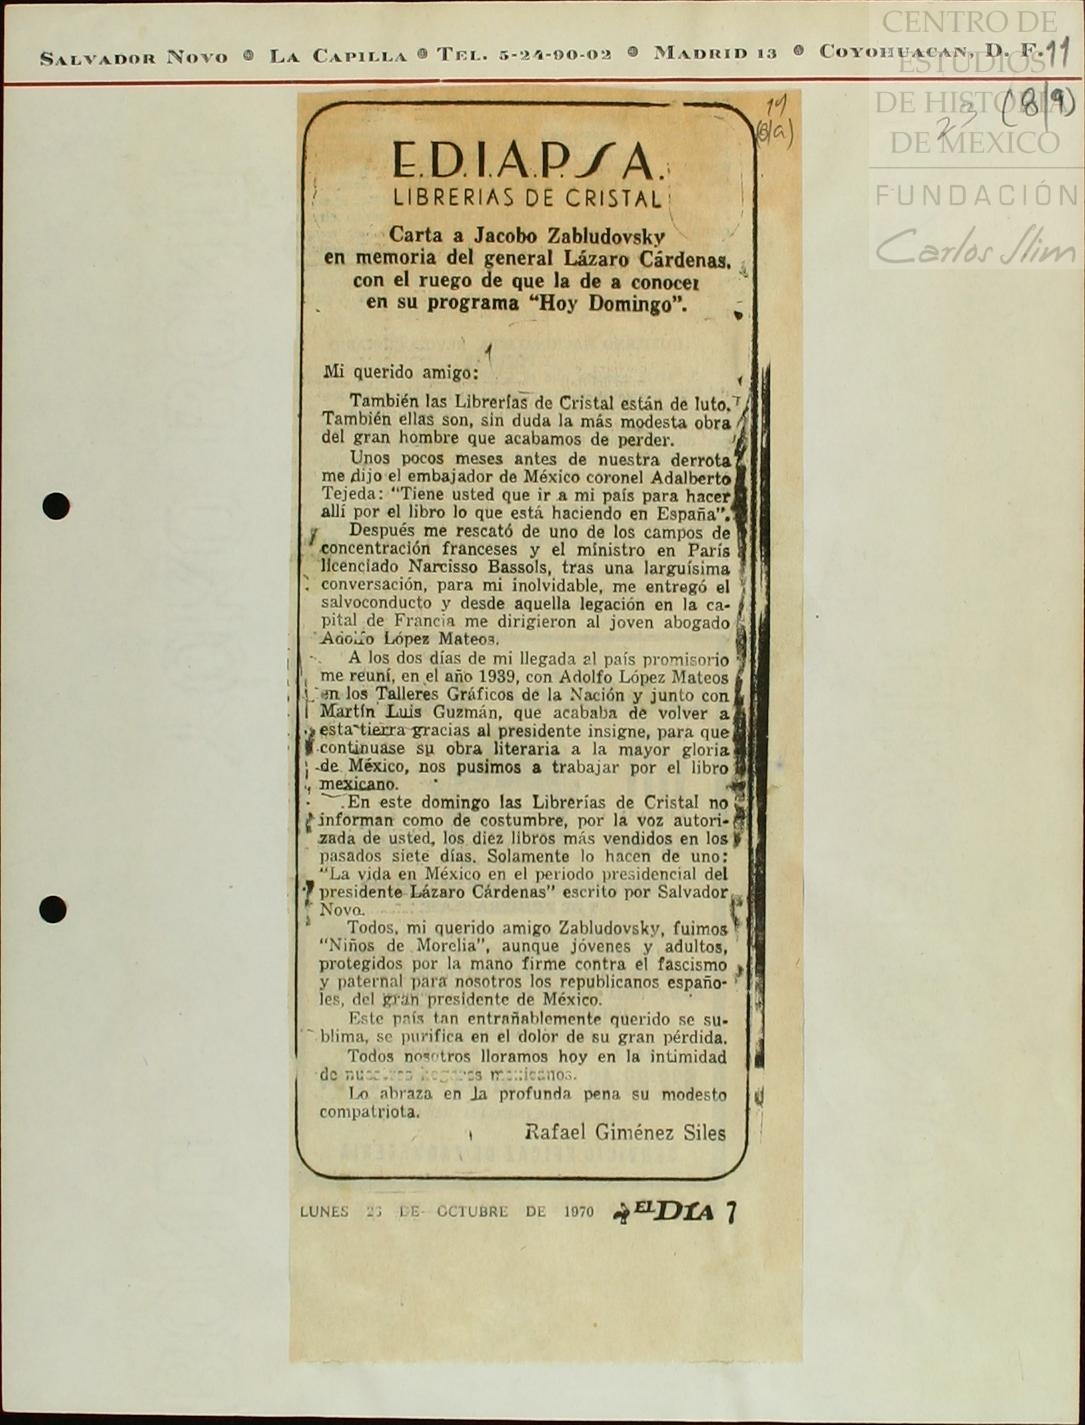 SALVADOR NOVO ● LA CAPILLA ● TEL. 5-24-90-02 ● MADRID 13 ● COYOHUACAN, D. F.
11
CENTRO DE
ESTUDIOS
DE HISTORIA
DE MEXICO
FUNDACIÓN
Carlos Slim
23 (8/9)
19
(8/a)
E.D.I.A.P.S A.
LIBRERIAS DE CRISTAL
Carta a Jacobo Zabludovsky
en memoria del general Lázaro Cárdenas,
con el ruego de que la de a conocer
en su programa "Hoy Domingo".
Mi querido amigo:
También las Librerías de Cristal están de luto.
También ellas son, sin duda la más modesta obra
del gran hombre que acabamos de perder.
Unos pocos meses antes de nuestra derrota
me dijo el embajador de México coronel Adalberto
Tejeda: "Tiene usted que ir a mi país para hacer
allí por el libro lo que está haciendo en España".
Después me rescató de uno de los campos de
concentración franceses y el ministro en París
licenciado Narcisso Bassols, tras una larguísima
conversación, para mi inolvidable, me entregó el
salvoconducto y desde aquella legación en la ca-
pital de Francia me dirigieron al joven abogado
Adolfo López Mateos.
A los dos días de mi llegada al país promisorio
me reuní, en el año 1939, con Adolfo López Mateos
en los Talleres Gráficos de la Nación y junto con
Martín Luis Guzmán, que acababa de volver a
esta tierra gracias al presidente insigne, para que
continuase su obra literaria a la mayor gloria
de México, nos pusimos a trabajar por el libro
mexicano.
En este domingo las Librerías de Cristal no
informan como de costumbre, por la voz autori-
zada de usted, los diez libros más vendidos en los
pasados siete días. Solamente lo hacen de uno:
"La vida en México en el periodo presidencial del
presidente Lázaro Cárdenas" escrito por Salvador
Novo.
Todos, mi querido amigo Zabludovsky, fuimos
"Niños de Morelia", aunque jóvenes y adultos,
protegidos por la mano firme contra el fascismo
y paternal para nosotros los republicanos españo-
les, del gran presidente de México.
Este país tan entrañablemente querido se su-
blima, se purifica en el dolor de su gran pérdida.
Todos nosotros lloramos hoy en la intimidad
de nuestros hogares mexicanos.
Lo abraza en la profunda pena su modesto
compatriota.
Rafael Giménez Siles
LUNES DE OCTUBRE DE 1970 EL DÍA 7